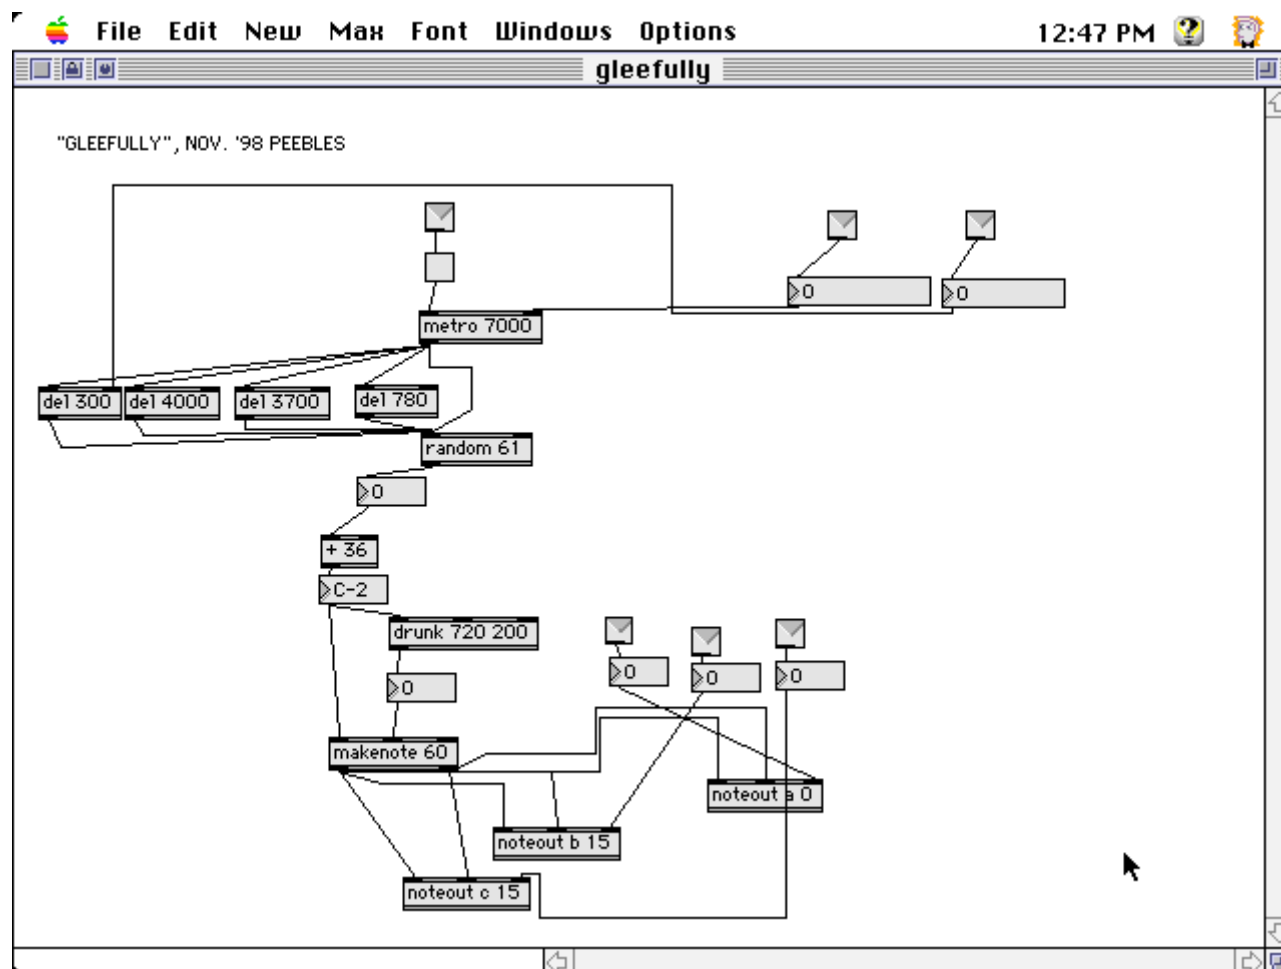 File Edit New Max Font Windows Options 12:47 PM
gleefully
"GLEEFULLY", NOV. '98 PEEBLES
0
0
metro 7000
del 300
del 4000
del 3700
del 780
random 61
0
+ 36
C-2
drunk 720 200
0
0
0
0
makenote 60
noteout a 0
noteout b 15
noteout c 15